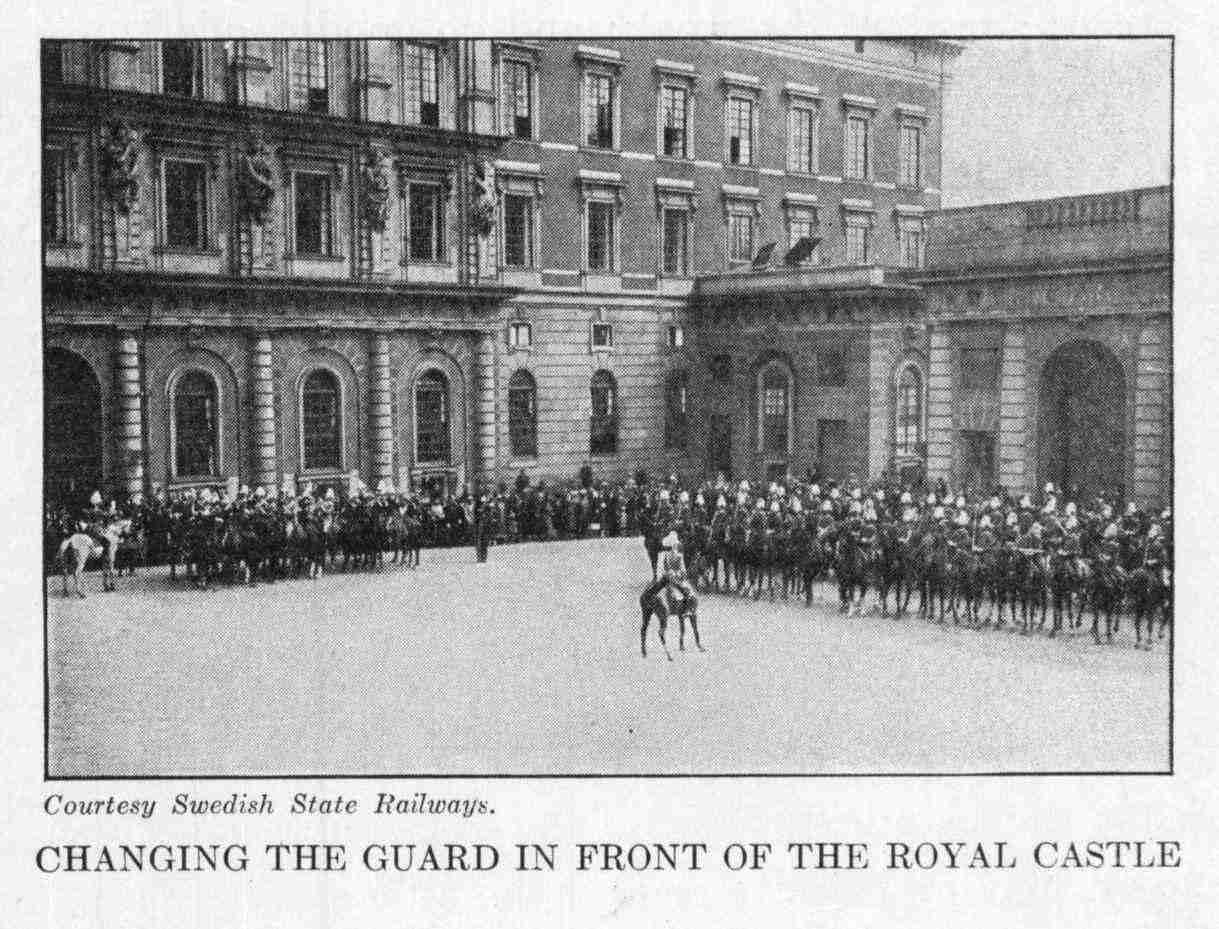 Courtesy Swedish State Railways.
CHANGING THE GUARD IN FRONT OF THE ROYAL CASTLE